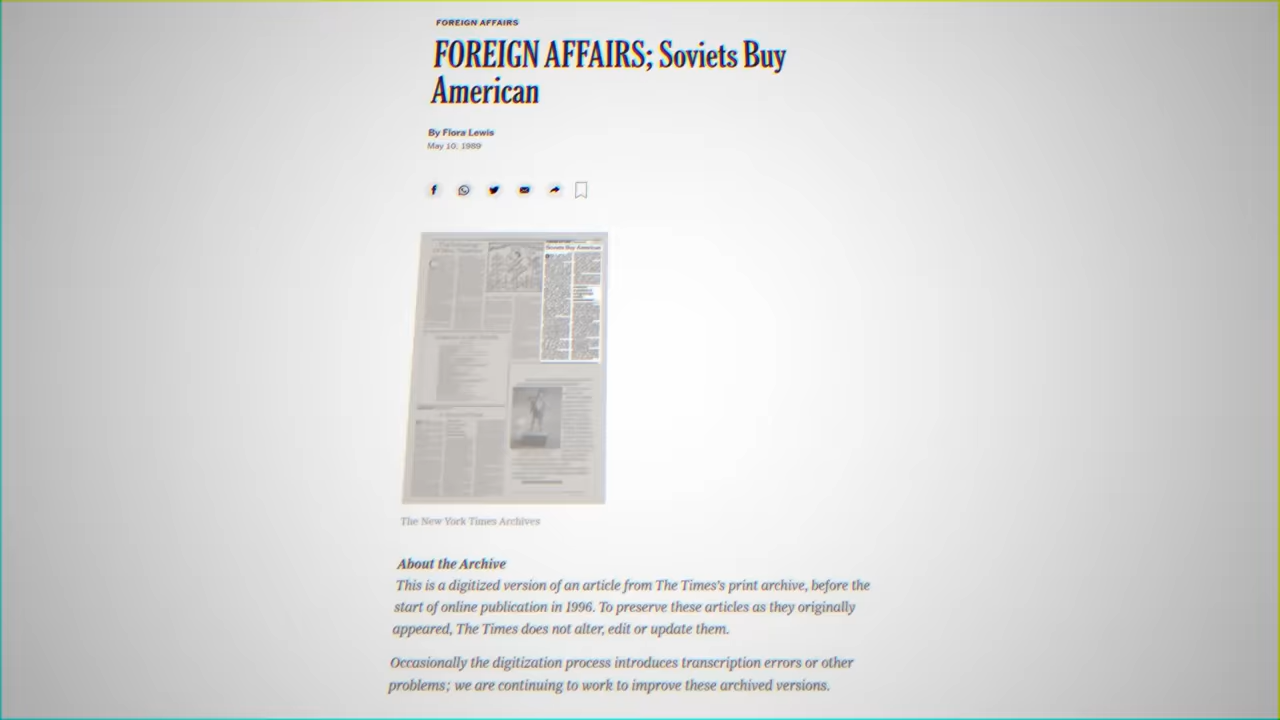 FOREIGN AFFAIRS
FOREIGN AFFAIRS; Soviets Buy
American
By Flora Lewis
May 10, 1989
Soviets Buy American
The New York Times Archives
About the Archive
This is a digitized version of an article from The Times's print archive, before the
start of online publication in 1996. To preserve these articles as they originally
appeared, The Times does not alter, edit or update them.
Occasionally the digitization process introduces transcription errors or other
problems; we are continuing to work to improve these archived versions.